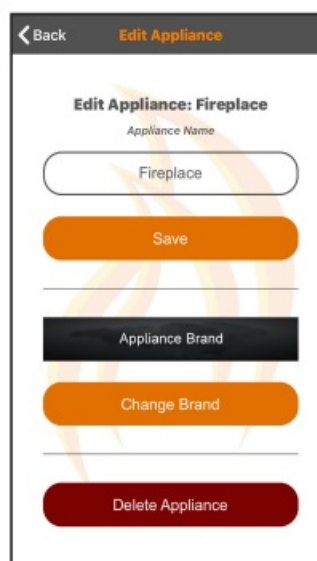 Back
Edit Appliance
Edit Appliance: Fireplace
Appliance Name
Fireplace
Save
Appliance Brand
Change Brand
Delete Appliance